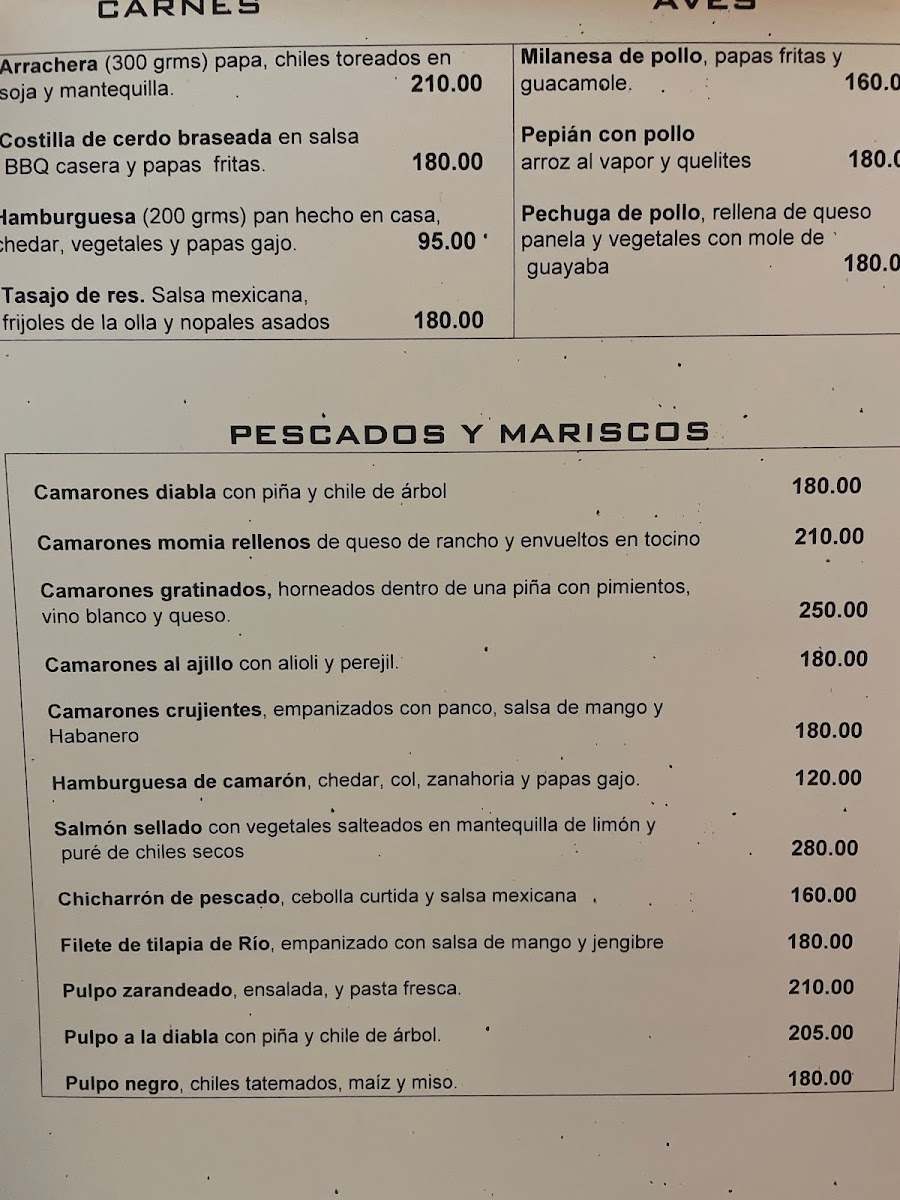 CARNES
Arrachera (300 grms) papa, chiles toreados en
soja y mantequilla. 210.00
Costilla de cerdo braseada en salsa
BBQ casera y papas fritas. 180.00
Hamburguesa (200 grms) pan hecho en casa,
chedar, vegetales y papas gajo. 95.00
Tasajo de res. Salsa mexicana,
frijoles de la olla y nopales asados 180.00
AVES
Milanesa de pollo, papas fritas y
guacamole. 160.0
Pepián con pollo
arroz al vapor y quelites 180.0
Pechuga de pollo, rellena de queso
panela y vegetales con mole de
guayaba 180.0
PESCADOS Y MARISCOS
Camarones diabla con piña y chile de árbol 180.00
Camarones momia rellenos de queso de rancho y envueltos en tocino 210.00
Camarones gratinados, horneados dentro de una piña con pimientos,
vino blanco y queso. 250.00
Camarones al ajillo con alioli y perejil. 180.00
Camarones crujientes, empanizados con panco, salsa de mango y
Habanero 180.00
Hamburguesa de camarón, chedar, col, zanahoria y papas gajo. 120.00
Salmón sellado con vegetales salteados en mantequilla de limón y
puré de chiles secos 280.00
Chicharrón de pescado, cebolla curtida y salsa mexicana 160.00
Filete de tilapia de Río, empanizado con salsa de mango y jengibre 180.00
Pulpo zarandeado, ensalada, y pasta fresca. 210.00
Pulpo a la diabla con piña y chile de árbol. 205.00
Pulpo negro, chiles tatemados, maíz y miso. 180.00